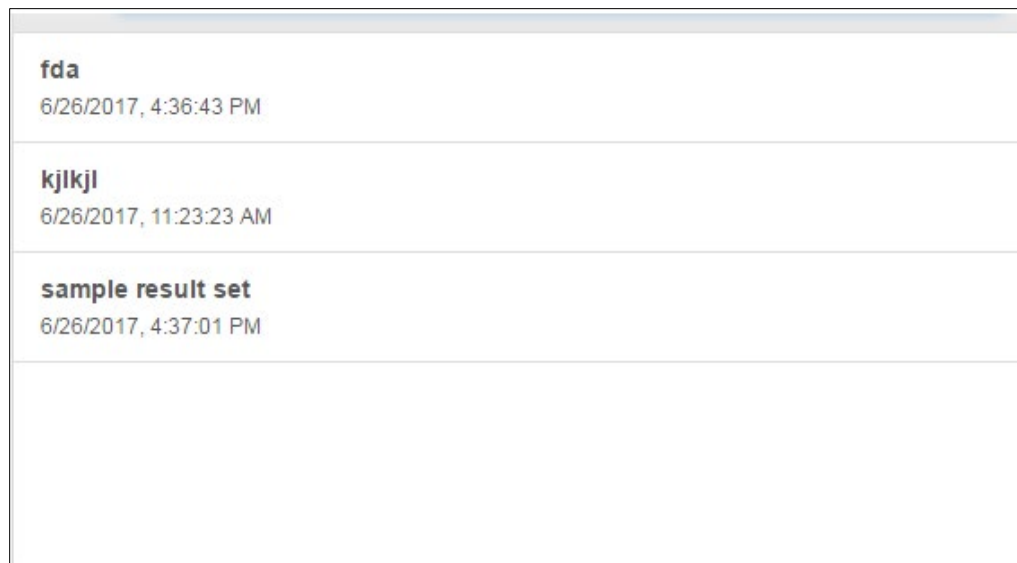 fda
6/26/2017, 4:36:43 PM
kjlkjl
6/26/2017, 11:23:23 AM
sample result set
6/26/2017, 4:37:01 PM